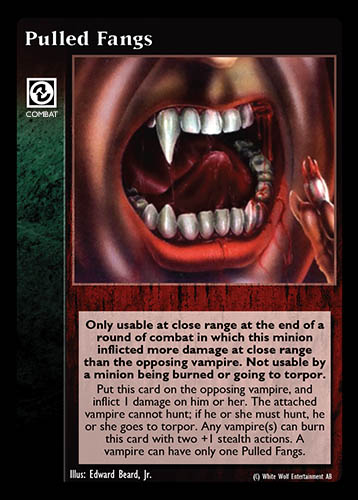 Pulled Fangs
COMBAT
Only usable at close range at the end of a
round of combat in which this minion
inflicted more damage at close range
than the opposing vampire. Not usable by
a minion being burned or going to torpor.
Put this card on the opposing vampire, and
inflict 1 damage on him or her. The attached
vampire cannot hunt; if he or she must hunt, he
or she goes to torpor. Any vampire(s) can burn
this card with two +1 stealth actions. A
vampire can have only one Pulled Fangs.
Illus: Edward Beard, Jr.
(C) White Wolf Entertainment AB